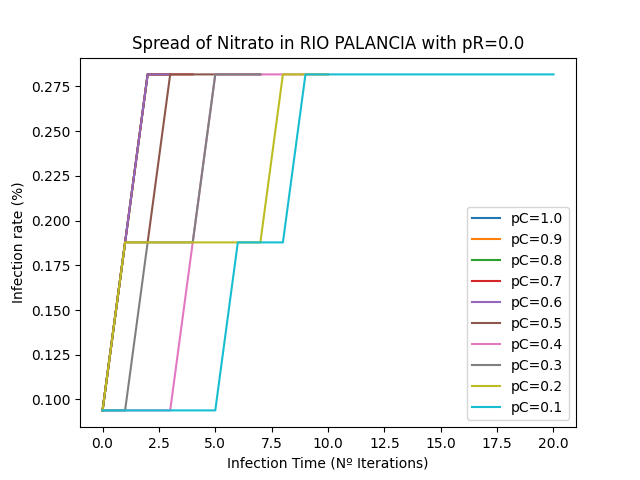 Spread of Nitrato in RIO PALANCIA with pR=0.0
Infection rate (%)
0.275
0.250
0.225
0.200
0.175
0.150
0.125
0.100
pC=1.0
pC=0.9
pC=0.8
pC=0.7
pC=0.6
pC=0.5
pC=0.4
pC=0.3
pC=0.2
pC=0.1
0.0 2.5 5.0 7.5 10.0 12.5 15.0 17.5 20.0
Infection Time (Nº Iterations)